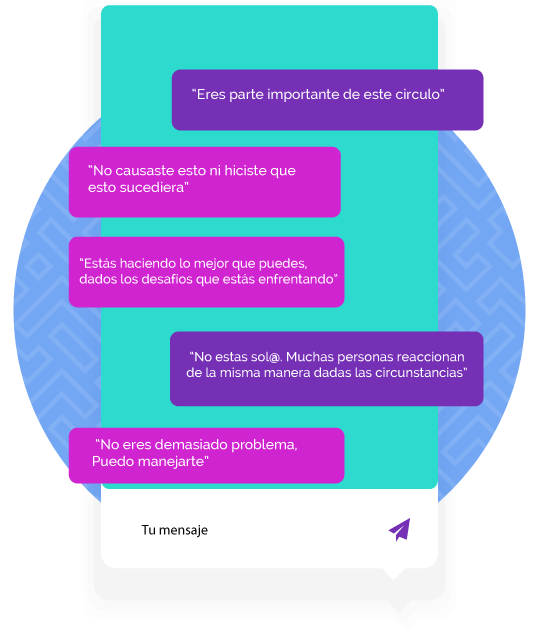 “Eres parte importante de este circulo”
“No causaste esto ni hiciste que
esto sucediera”
“Estás haciendo lo mejor que puedes,
dados los desafíos que estás enfrentando”
“No estas sol@. Muchas personas reaccionan
de la misma manera dadas las circunstancias”
“No eres demasiado problema,
Puedo manejarte”
Tu mensaje